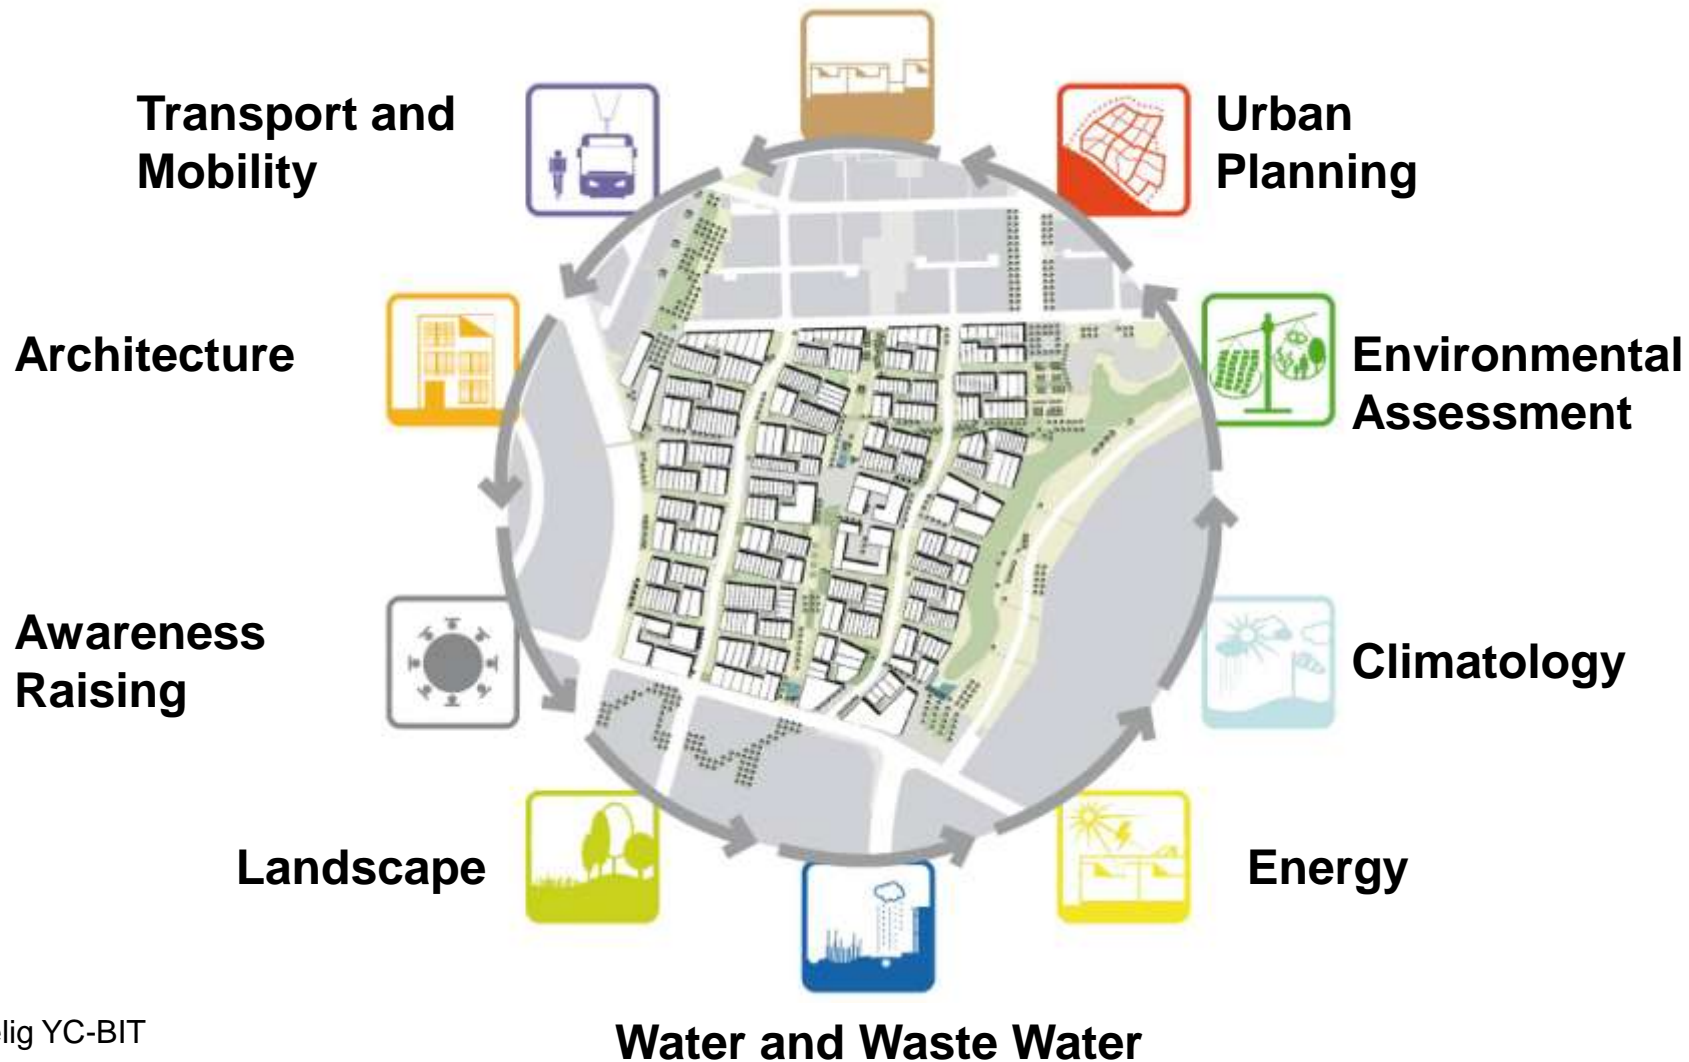 Transport and
Mobility
Urban
Planning
Architecture
Environmental
Assessment
Awareness
Raising
Climatology
Landscape
Energy
elig YC-BIT
Water and Waste Water